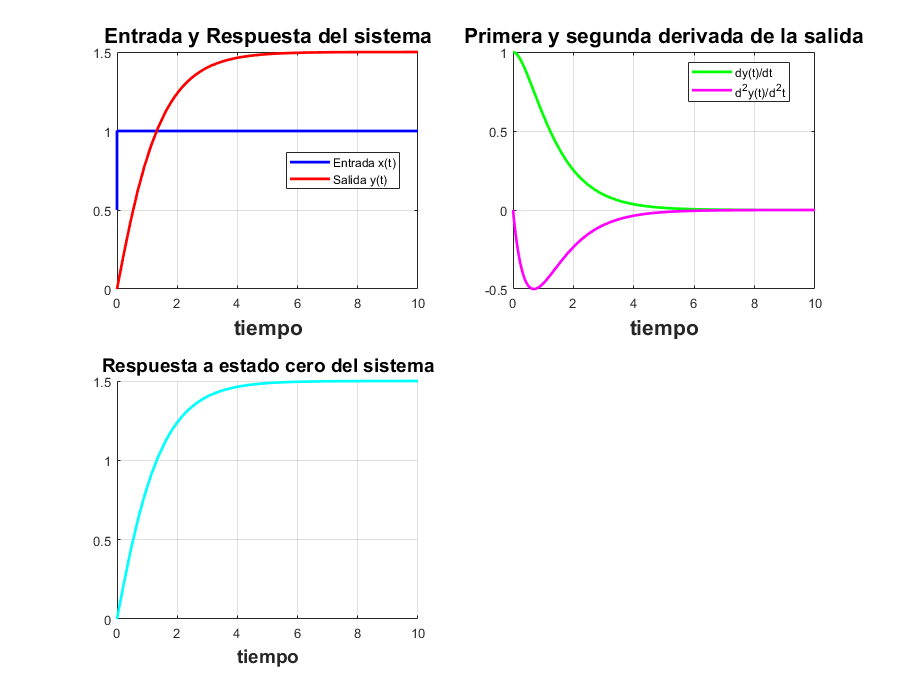 Entrada y Respuesta del sistema
1.5
1
0.5
0
Entrada x(t)
Salida y(t)
0 2 4 6 8 10
tiempo
Primera y segunda derivada de la salida
1
0.5
0
-0.5
dy(t)/dt
d²y(t)/d²t
0 2 4 6 8 10
tiempo
Respuesta a estado cero del sistema
1.5
1
0.5
0
0 2 4 6 8 10
tiempo